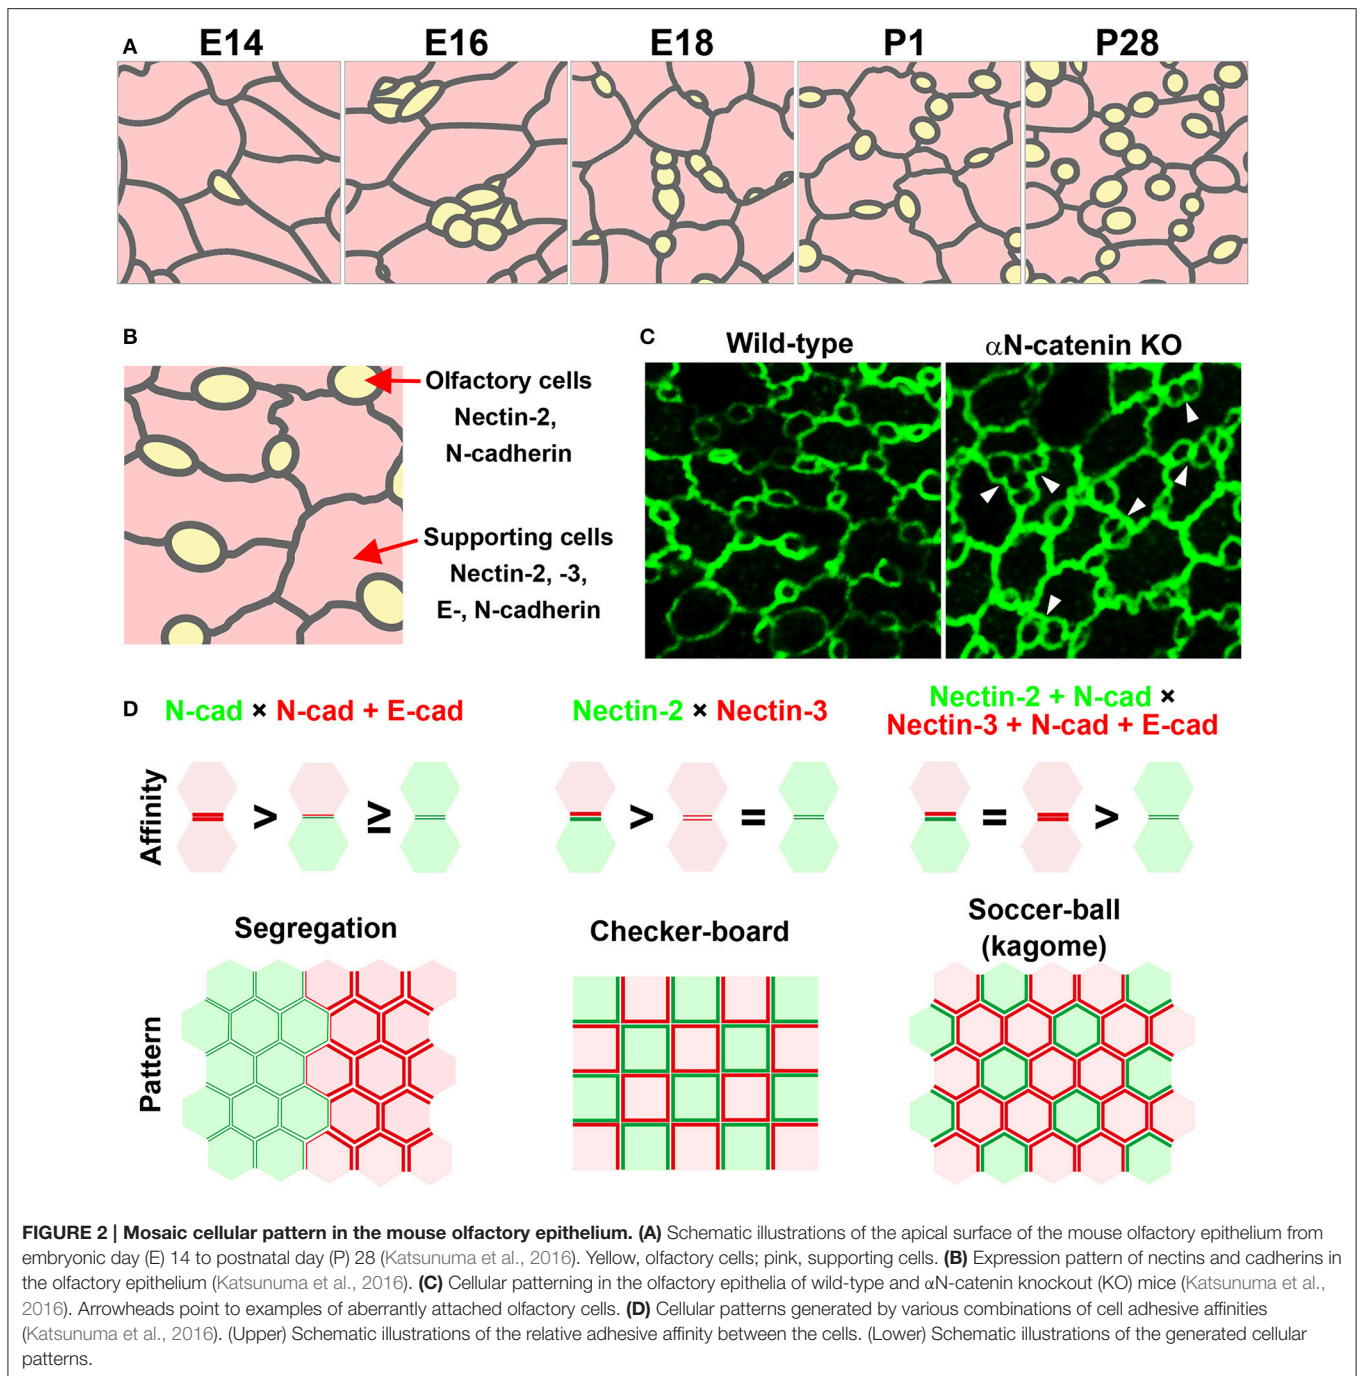 A
E14
E16
E18
P1
P28
B
Olfactory cells
Nectin-2,
N-cadherin
Supporting cells
Nectin-2, -3,
E-, N-cadherin
C
Wild-type
αN-catenin KO
D
N-cad × N-cad + E-cad
Nectin-2 × Nectin-3
Nectin-2 + N-cad ×
Nectin-3 + N-cad + E-cad
Affinity
> ≥
> =
= >
Segregation
Checker-board
Soccer-ball
(kagome)
Pattern
FIGURE 2 | Mosaic cellular pattern in the mouse olfactory epithelium. (A) Schematic illustrations of the apical surface of the mouse olfactory epithelium from
embryonic day (E) 14 to postnatal day (P) 28 (Katsunuma et al., 2016). Yellow, olfactory cells; pink, supporting cells. (B) Expression pattern of nectins and cadherins in
the olfactory epithelium (Katsunuma et al., 2016). (C) Cellular patterning in the olfactory epithelia of wild-type and αN-catenin knockout (KO) mice (Katsunuma et al.,
2016). Arrowheads point to examples of aberrantly attached olfactory cells. (D) Cellular patterns generated by various combinations of cell adhesive affinities
(Katsunuma et al., 2016). (Upper) Schematic illustrations of the relative adhesive affinity between the cells. (Lower) Schematic illustrations of the generated cellular
patterns.